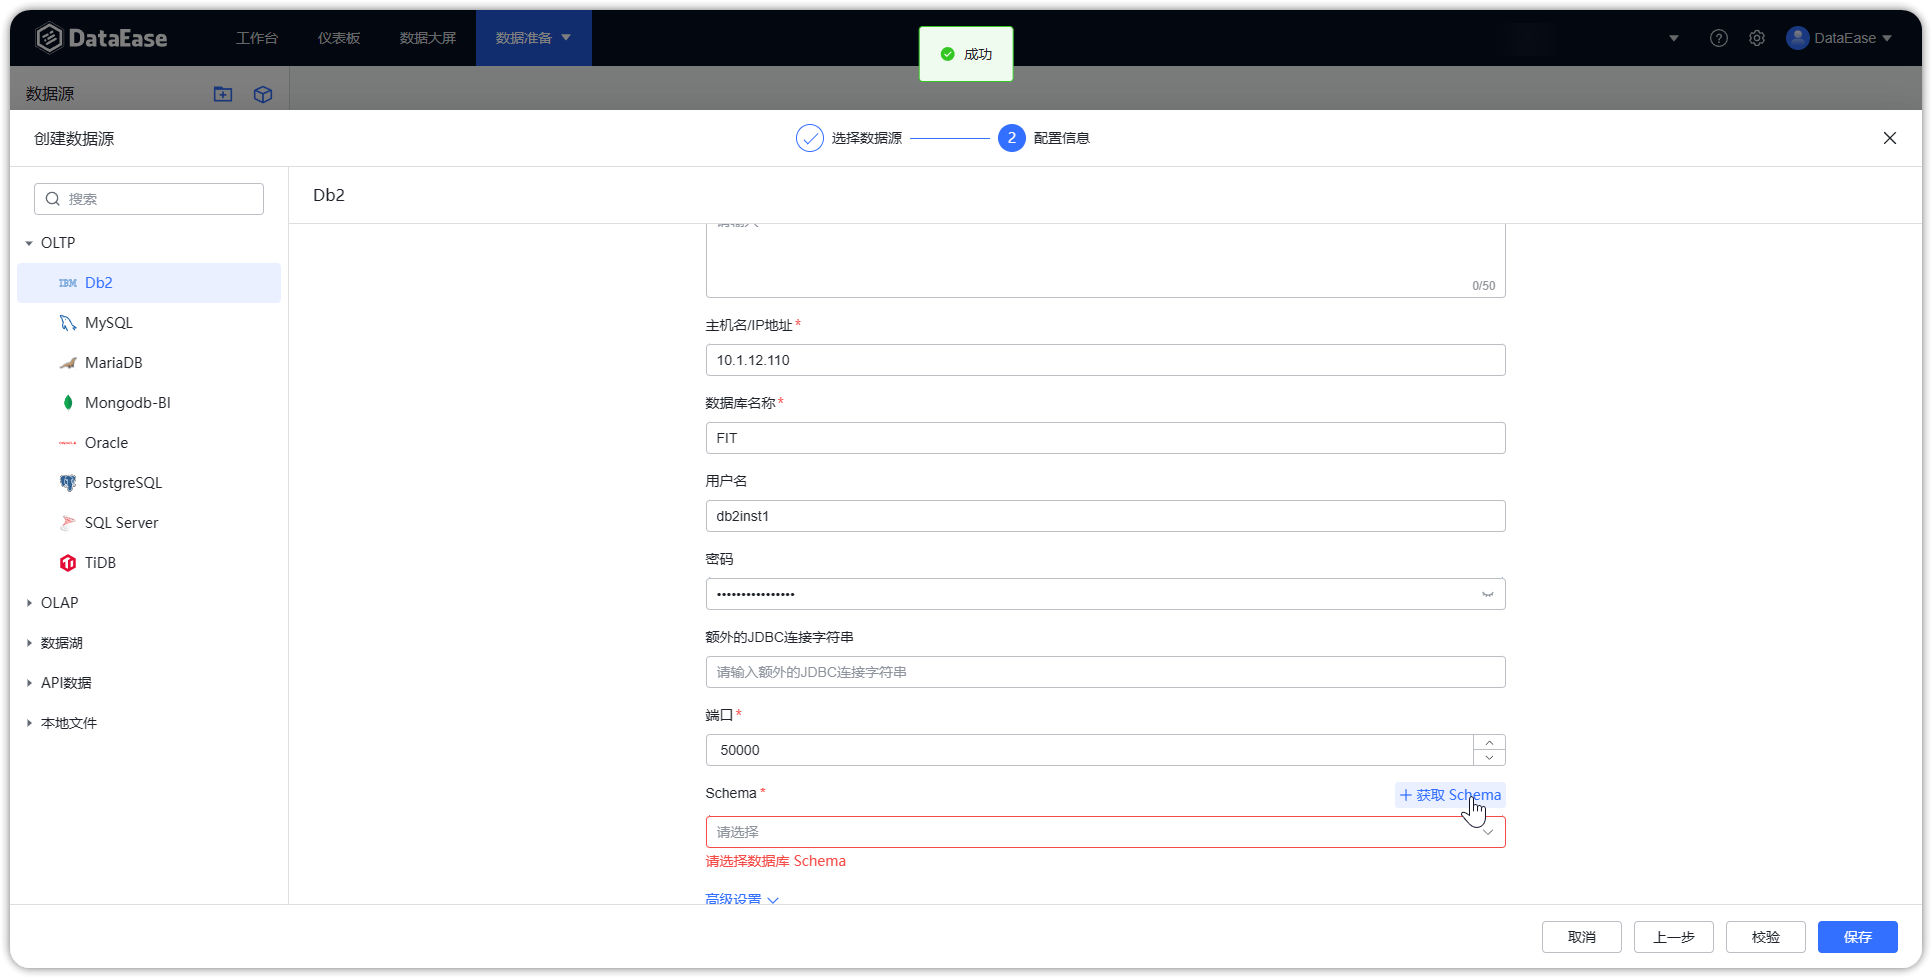 DataEase
工作台
仪表板
数据大屏
数据准备
成功
DataEase
数据源
创建数据源
选择数据源
2
配置信息
搜索
OLTP
IBM Db2
MySQL
MariaDB
Mongodb-BI
Oracle
PostgreSQL
SQL Server
TiDB
OLAP
数据湖
API数据
本地文件
Db2
请输入
0/50
主机名/IP地址*
10.1.12.110
数据库名称*
FIT
用户名
db2inst1
密码
••••••••••••••••
额外的JDBC连接字符串
请输入额外的JDBC连接字符串
端口*
50000
Schema*
获取 Schema
请选择
请选择数据库 Schema
高级设置
取消
上一步
校验
保存